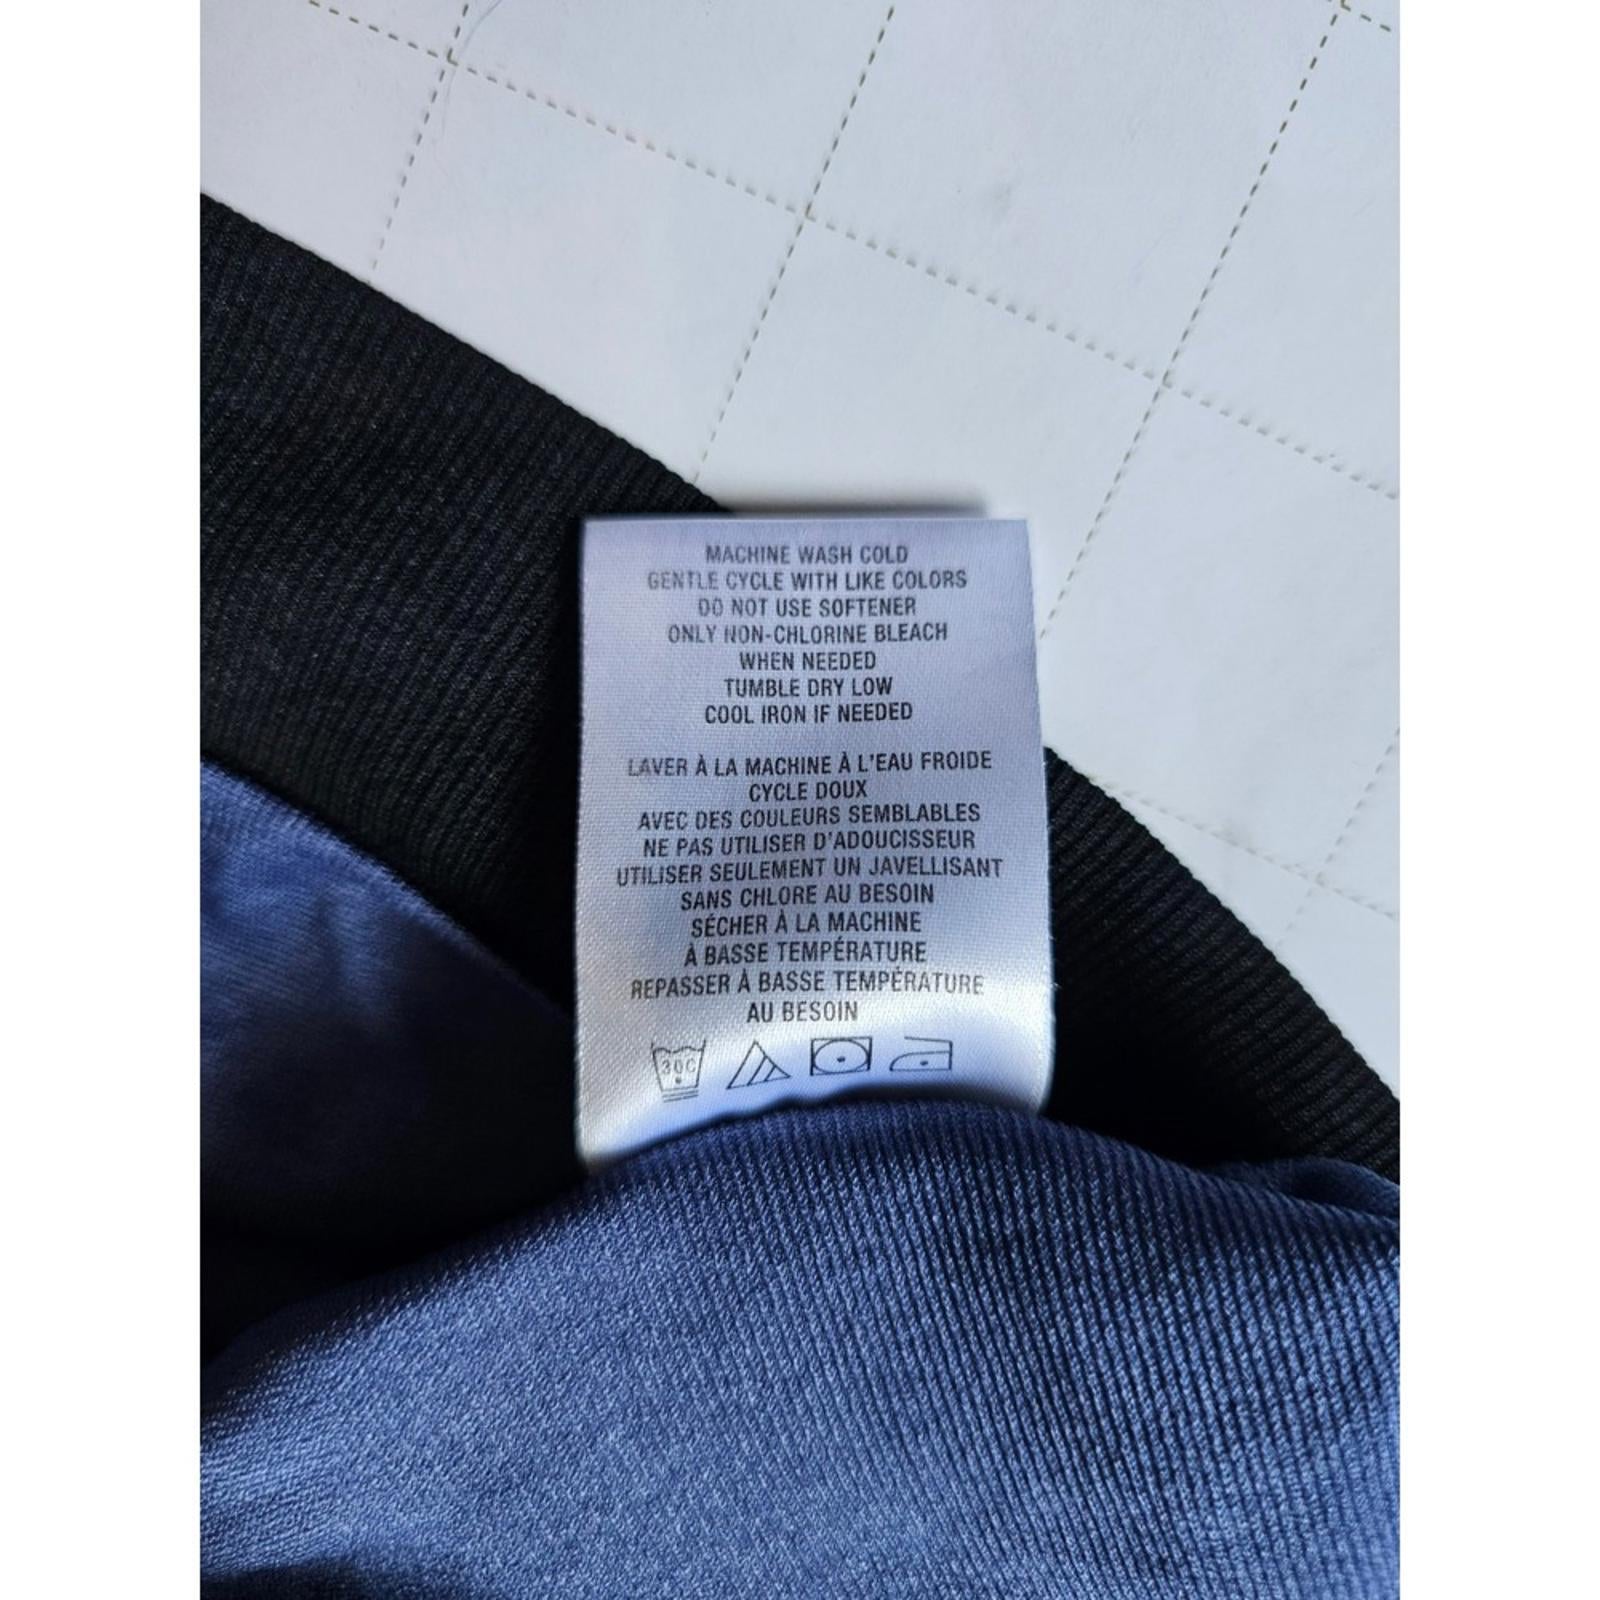 MACHINE WASH COLD
GENTLE CYCLE WITH LIKE COLORS
DO NOT USE SOFTENER
ONLY NON-CHLORINE BLEACH
WHEN NEEDED
TUMBLE DRY LOW
COOL IRON IF NEEDED
LAVER À LA MACHINE À L'EAU FROIDE
CYCLE DOUX
AVEC DES COULEURS SEMBLABLES
NE PAS UTILISER D'ADOUCISSEUR
UTILISER SEULEMENT UN JAVELLISANT
SANS CHLORE AU BESOIN
SÉCHER À LA MACHINE
À BASSE TEMPÉRATURE
REPASSER À BASSE TEMPÉRATURE
AU BESOIN
30C